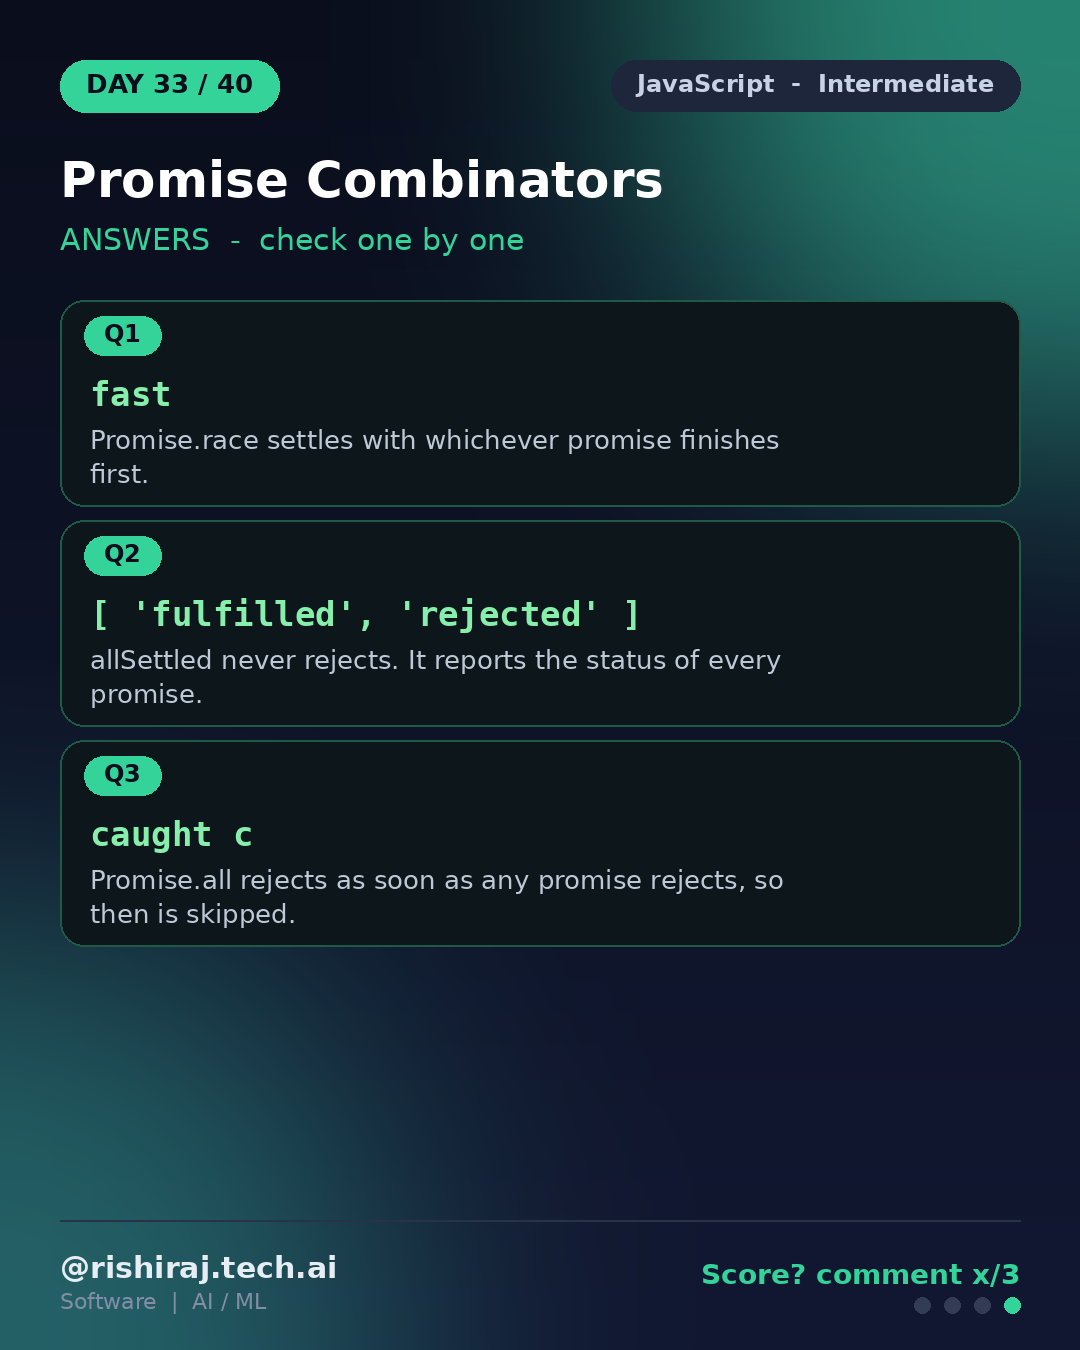 DAY 33 / 40
JavaScript - Intermediate
Promise Combinators
ANSWERS - check one by one
Q1
fast
Promise.race settles with whichever promise finishes
first.
Q2
[ 'fulfilled', 'rejected' ]
allSettled never rejects. It reports the status of every
promise.
Q3
caught c
Promise.all rejects as soon as any promise rejects, so
then is skipped.
@rishiraj.tech.ai
Score? comment x/3
Software | AI / ML